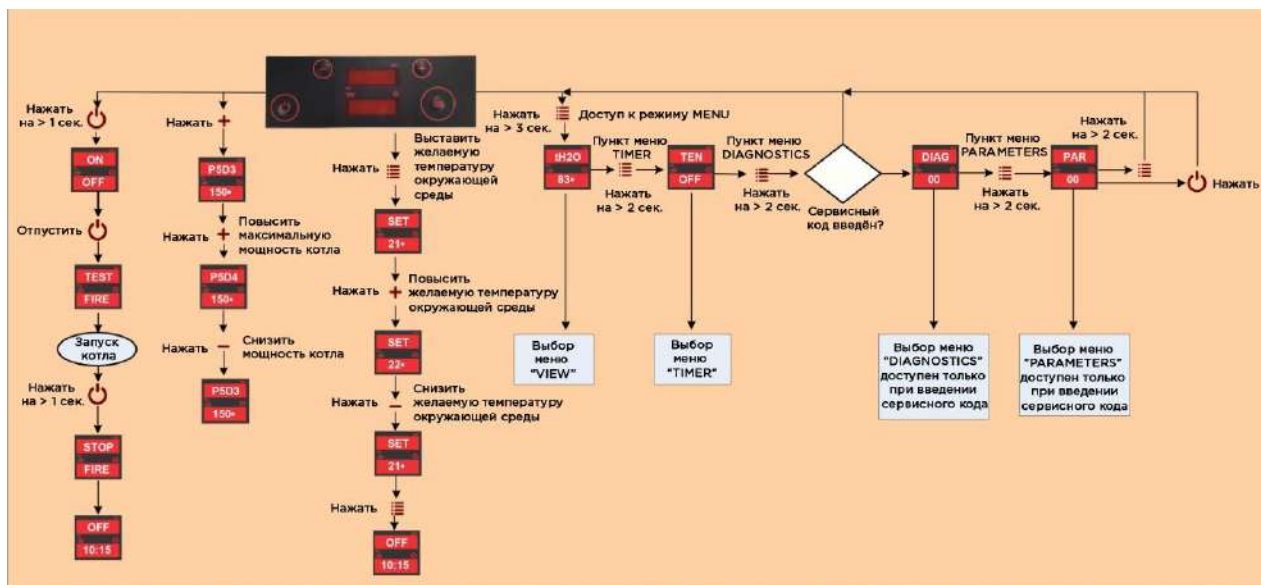 Нажать
на > 1 сек.
ON
OFF
Отпустить
TEST
FIRE
Запуск
котла
Нажать
на > 1 сек.
STOP
FIRE
OFF
10:15
Нажать
P5D3
150•
Нажать
Повысить
максимальную
мощность котла
P5D4
150•
Нажать
Снизить
мощность котла
P5D3
150•
Нажать
Выставить
желаемую
температуру
окружающей
среды
SET
21•
Нажать
Повысить
желаемую температуру
окружающей среды
SET
22•
Нажать
Снизить
желаемую температуру
окружающей среды
SET
21•
Нажать
OFF
10:15
Нажать
на > 3 сек.
Доступ к режиму MENU
tH2O
83•
Выбор
меню
"VIEW"
Пункт меню
TIMER
Нажать
на > 2 сек.
TEN
OFF
Выбор
меню
"TIMER"
Пункт меню
DIAGNOSTICS
Нажать
на > 2 сек.
Сервисный
код введён?
DIAG
00
Выбор меню
"DIAGNOSTICS"
доступен только
при введении
сервисного кода
Пункт меню
PARAMETERS
Нажать
на > 2 сек.
PAR
00
Выбор меню
"PARAMETERS"
доступен только
при введении
сервисного кода
Нажать
на > 2 сек.
Нажать